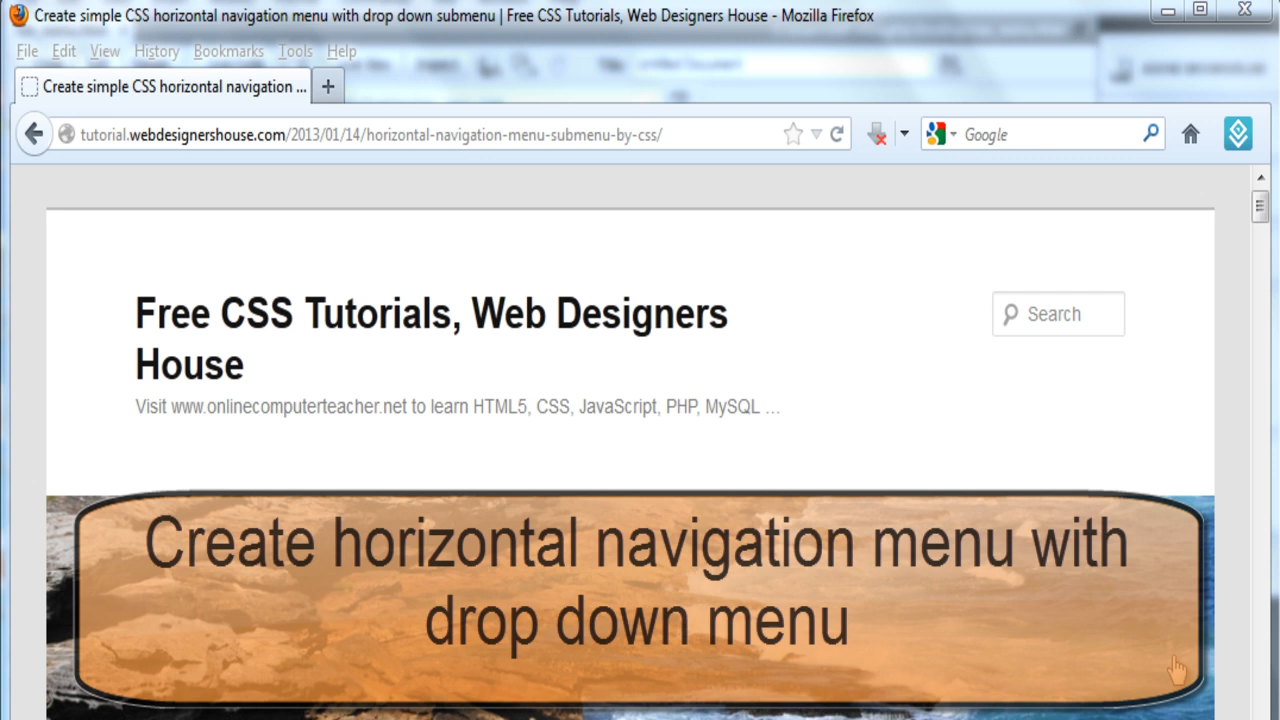 Create simple CSS horizontal navigation menu with drop down submenu | Free CSS Tutorials, Web Designers House - Mozilla Firefox
File Edit View History Bookmarks Tools Help
Create simple CSS horizontal navigation ... +
tutorial.webdesignershouse.com/2013/01/14/horizontal-navigation-menu-submenu-by-css/ Google
Free CSS Tutorials, Web Designers
House
Search
Visit www.onlinecomputerteacher.net to learn HTML5, CSS, JavaScript, PHP, MySQL ...
Create horizontal navigation menu with
drop down menu